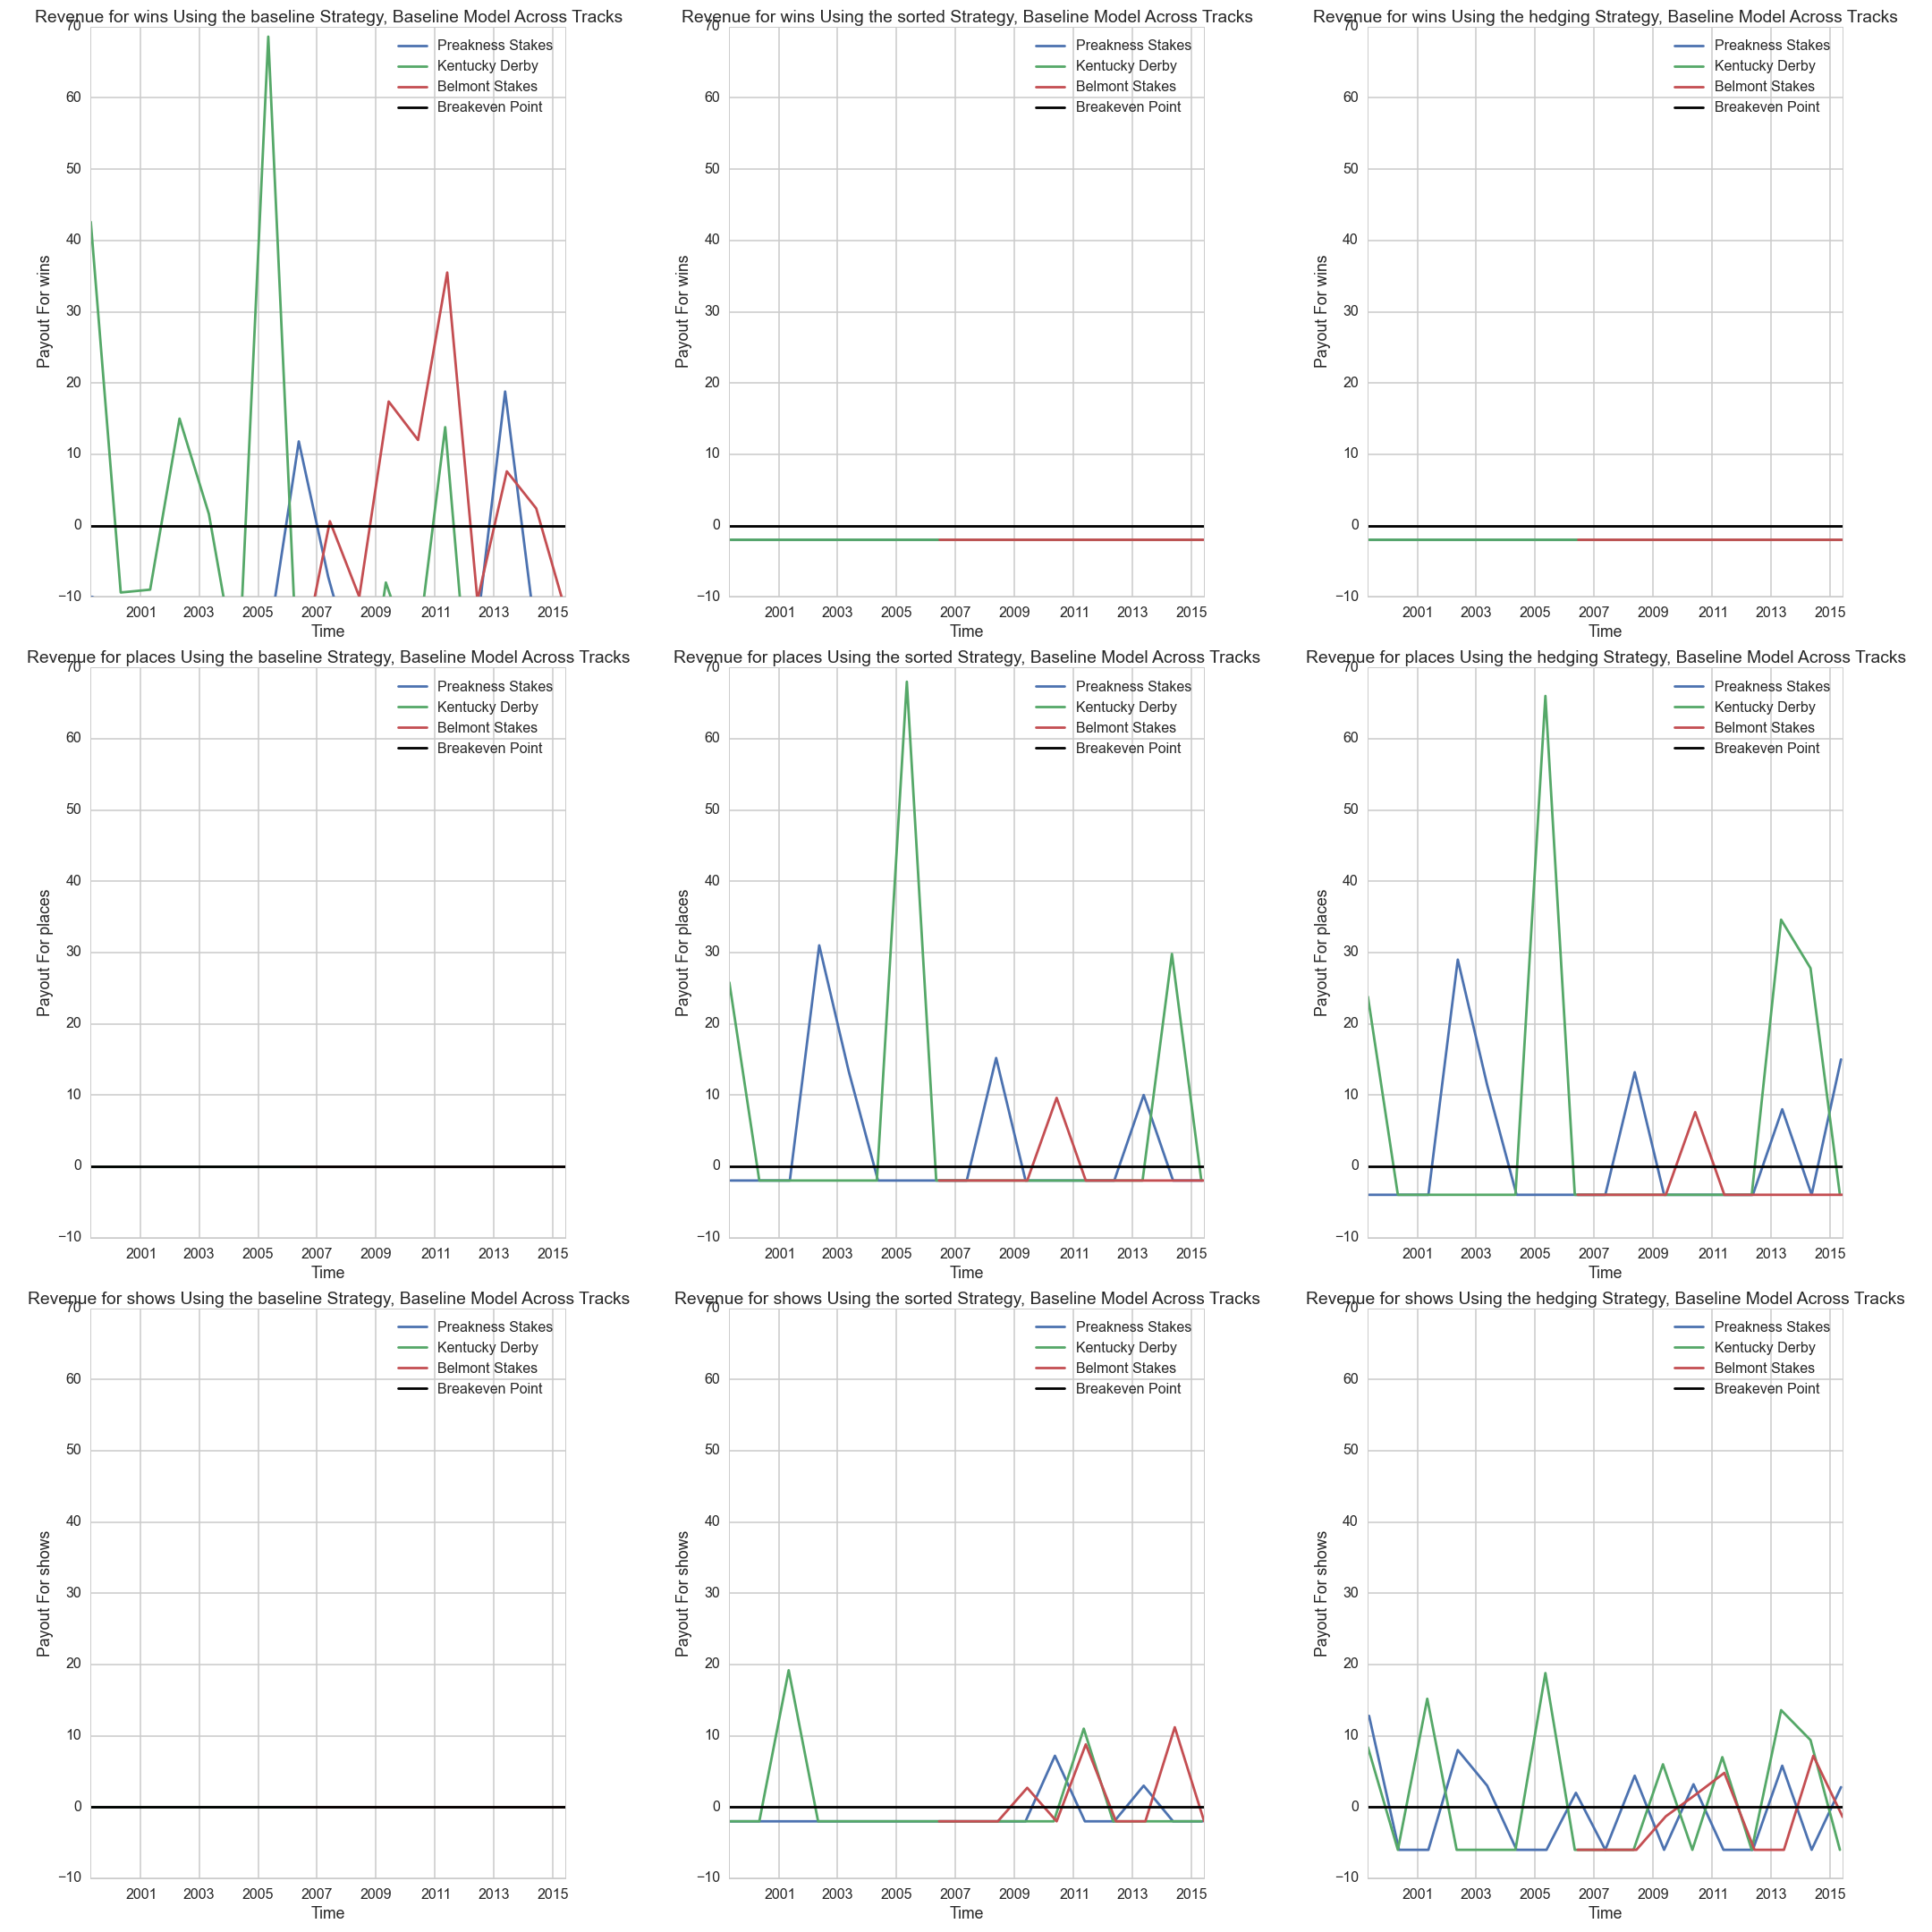 Revenue for wins Using the baseline Strategy, Baseline Model Across Tracks
70
60
50
40
30
20
10
0
−10
Payout For wins
Preakness Stakes
Kentucky Derby
Belmont Stakes
Breakeven Point
2001 2003 2005 2007 2009 2011 2013 2015
Time
Revenue for wins Using the sorted Strategy, Baseline Model Across Tracks
70
60
50
40
30
20
10
0
−10
Payout For wins
Preakness Stakes
Kentucky Derby
Belmont Stakes
Breakeven Point
2001 2003 2005 2007 2009 2011 2013 2015
Time
Revenue for wins Using the hedging Strategy, Baseline Model Across Tracks
70
60
50
40
30
20
10
0
−10
Payout For wins
Preakness Stakes
Kentucky Derby
Belmont Stakes
Breakeven Point
2001 2003 2005 2007 2009 2011 2013 2015
Time
Revenue for places Using the baseline Strategy, Baseline Model Across Tracks
70
60
50
40
30
20
10
0
−10
Payout For places
Preakness Stakes
Kentucky Derby
Belmont Stakes
Breakeven Point
2001 2003 2005 2007 2009 2011 2013 2015
Time
Revenue for places Using the sorted Strategy, Baseline Model Across Tracks
70
60
50
40
30
20
10
0
−10
Payout For places
Preakness Stakes
Kentucky Derby
Belmont Stakes
Breakeven Point
2001 2003 2005 2007 2009 2011 2013 2015
Time
Revenue for places Using the hedging Strategy, Baseline Model Across Tracks
70
60
50
40
30
20
10
0
−10
Payout For places
Preakness Stakes
Kentucky Derby
Belmont Stakes
Breakeven Point
2001 2003 2005 2007 2009 2011 2013 2015
Time
Revenue for shows Using the baseline Strategy, Baseline Model Across Tracks
70
60
50
40
30
20
10
0
−10
Payout For shows
Preakness Stakes
Kentucky Derby
Belmont Stakes
Breakeven Point
2001 2003 2005 2007 2009 2011 2013 2015
Time
Revenue for shows Using the sorted Strategy, Baseline Model Across Tracks
70
60
50
40
30
20
10
0
−10
Payout For shows
Preakness Stakes
Kentucky Derby
Belmont Stakes
Breakeven Point
2001 2003 2005 2007 2009 2011 2013 2015
Time
Revenue for shows Using the hedging Strategy, Baseline Model Across Tracks
70
60
50
40
30
20
10
0
−10
Payout For shows
Preakness Stakes
Kentucky Derby
Belmont Stakes
Breakeven Point
2001 2003 2005 2007 2009 2011 2013 2015
Time